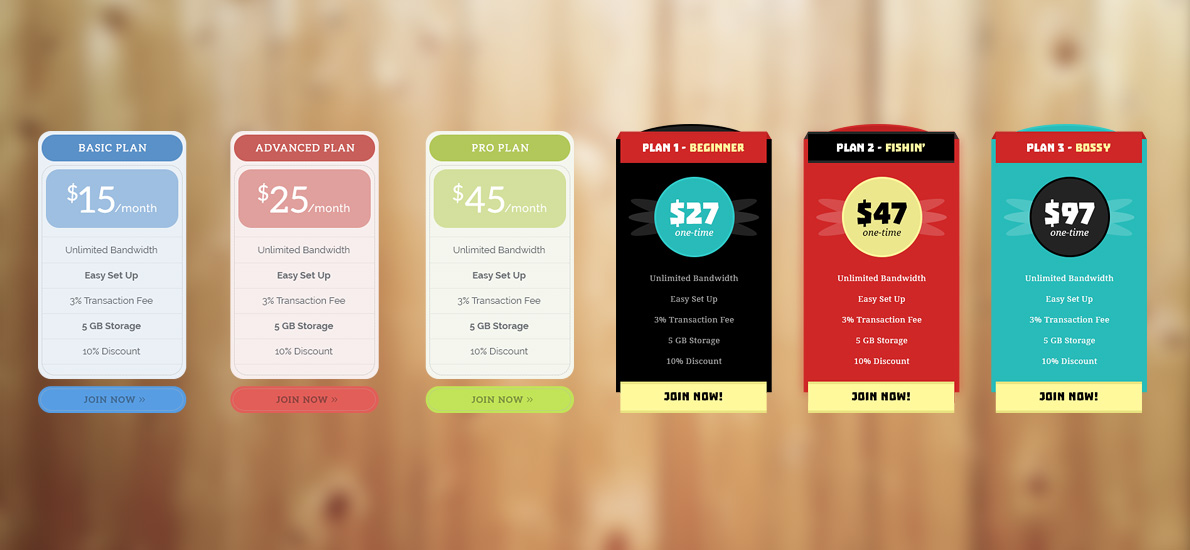 BASIC PLAN
$15/month
Unlimited Bandwidth
Easy Set Up
3% Transaction Fee
5 GB Storage
10% Discount
JOIN NOW »
ADVANCED PLAN
$25/month
Unlimited Bandwidth
Easy Set Up
3% Transaction Fee
5 GB Storage
10% Discount
JOIN NOW »
PRO PLAN
$45/month
Unlimited Bandwidth
Easy Set Up
3% Transaction Fee
5 GB Storage
10% Discount
JOIN NOW »
PLAN 1 - BEGINNER
$27
one-time
Unlimited Bandwidth
Easy Set Up
3% Transaction Fee
5 GB Storage
10% Discount
JOIN NOW!
PLAN 2 - FISHIN'
$47
one-time
Unlimited Bandwidth
Easy Set Up
3% Transaction Fee
5 GB Storage
10% Discount
JOIN NOW!
PLAN 3 - BOSSY
$97
one-time
Unlimited Bandwidth
Easy Set Up
3% Transaction Fee
5 GB Storage
10% Discount
JOIN NOW!